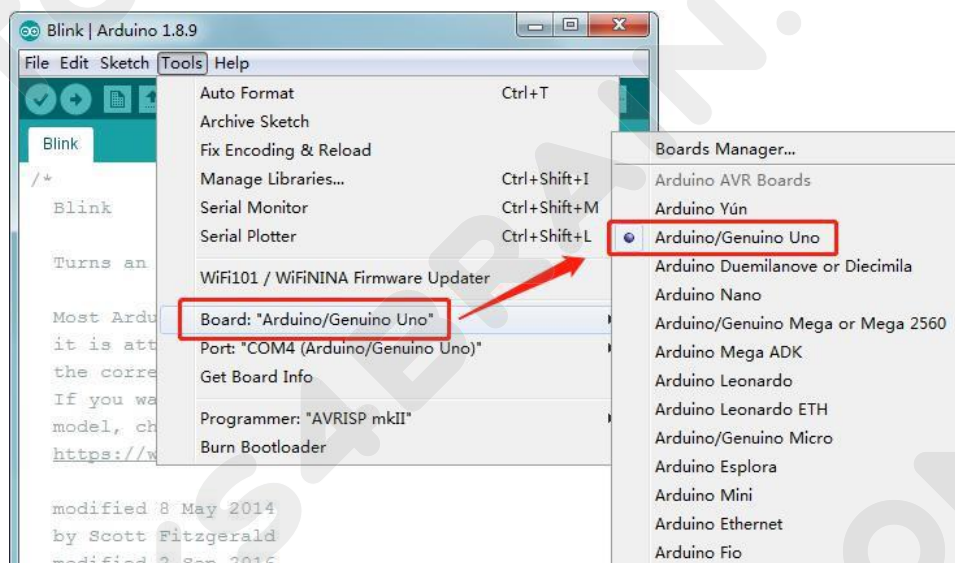 Blink | Arduino 1.8.9
File Edit Sketch Tools Help
Auto Format Ctrl+T
Archive Sketch
Fix Encoding & Reload
Manage Libraries... Ctrl+Shift+I
Serial Monitor Ctrl+Shift+M
Serial Plotter Ctrl+Shift+L
WiFi101 / WiFiNINA Firmware Updater
Board: "Arduino/Genuino Uno"
Port: "COM4 (Arduino/Genuino Uno)"
Get Board Info
Programmer: "AVRISP mkII"
Burn Bootloader
Boards Manager...
Arduino AVR Boards
Arduino Yún
Arduino/Genuino Uno
Arduino Duemilanove or Diecimila
Arduino Nano
Arduino/Genuino Mega or Mega 2560
Arduino Mega ADK
Arduino Leonardo
Arduino Leonardo ETH
Arduino/Genuino Micro
Arduino Esplora
Arduino Mini
Arduino Ethernet
Arduino Fio
Blink
/*
Blink
Turns an
Most Ardu
it is att
the corre
If you wa
model, ch
https://w
modified 8 May 2014
by Scott Fitzgerald
modified 2 Sep 2016